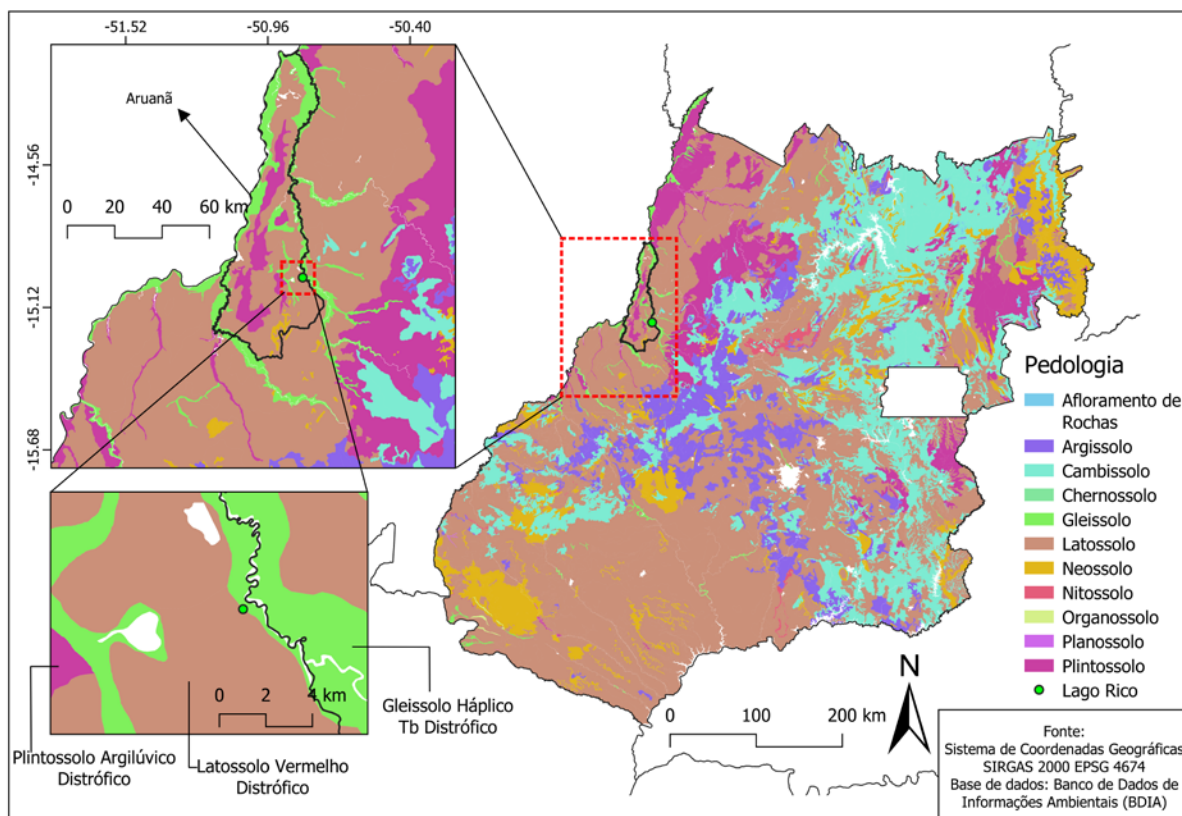 -51.52 -50.96 -50.40
Aruanã
-14.56
0 20 40 60 km
-15.12
-15.68
Pedologia
Afloramento de
Rochas
Argissolo
Cambissolo
Chernossolo
Gleissolo
Latossolo
Neossolo
Nitossolo
Organossolo
Planossolo
Plintossolo
Lago Rico
0 2 4 km
Gleissolo Háplico
Tb Distrófico
Plintossolo Argilúvico
Distrófico
Latossolo Vermelho
Distrófico
N
0 100 200 km
Fonte:
Sistema de Coordenadas Geográficas
SIRGAS 2000 EPSG 4674
Base de dados: Banco de Dados de
Informações Ambientais (BDIA)